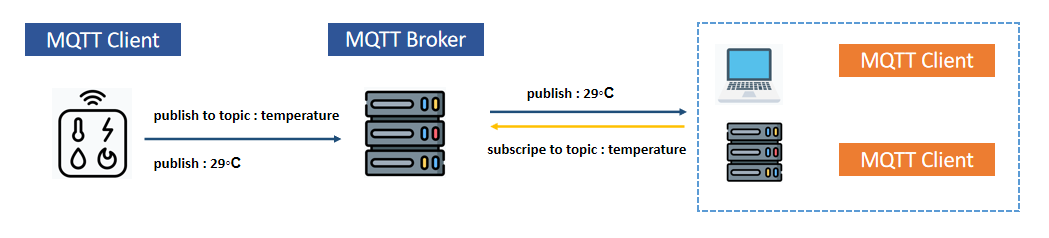 MQTT Client
MQTT Broker
publish to topic : temperature
publish : 29°C
publish : 29°C
subscripe to topic : temperature
MQTT Client
MQTT Client